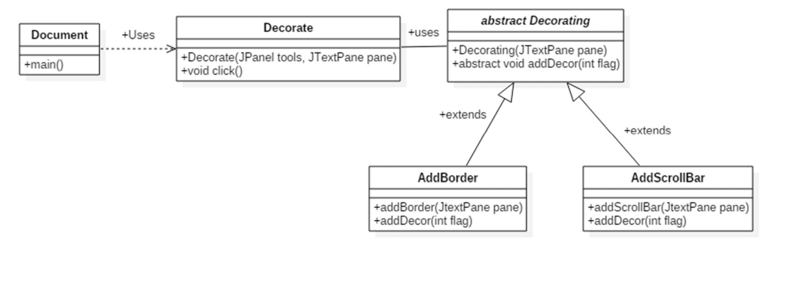 Document
+main()
+Uses
Decorate
+Decorate(JPanel tools, JTextPane pane)
+void click()
+uses
abstract Decorating
+Decorating(JTextPane pane)
+abstract void addDecor(int flag)
+extends
+extends
AddBorder
+addBorder(JtextPane pane)
+addDecor(int flag)
AddScrollBar
+addScrollBar(JtextPane pane)
+addDecor(int flag)